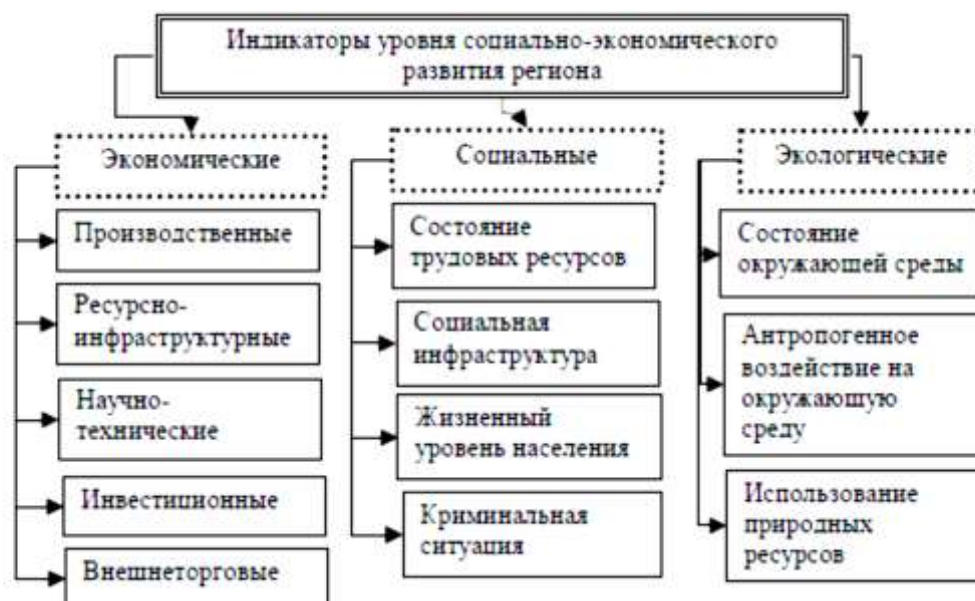 Индикаторы уровня социально-экономического
развития региона
Экономические
Производственные
Ресурсно-
инфраструктурные
Научно-
технические
Инвестиционные
Внешнеторговые
Социальные
Состояние
трудовых ресурсов
Социальная
инфраструктура
Жизненный
уровень населения
Криминальная
ситуация
Экологические
Состояние
окружающей среды
Антропогенное
воздействие на
окружающую
среду
Использование
природных
ресурсов